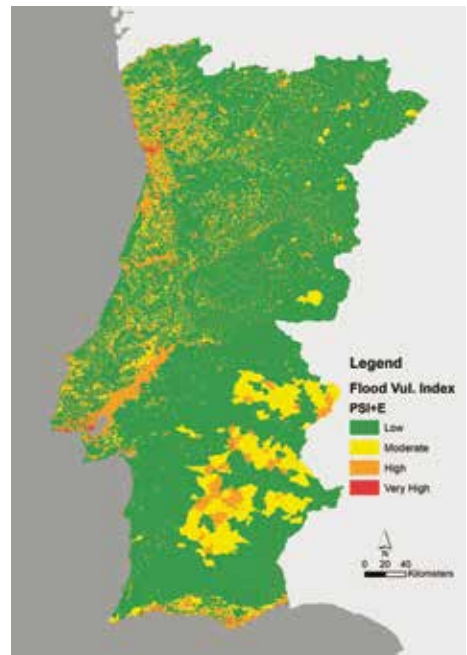 Legend
Flood Vul. Index
PSI+E
Low
Moderate
High
Very High
N
0 20 40
Kilometers